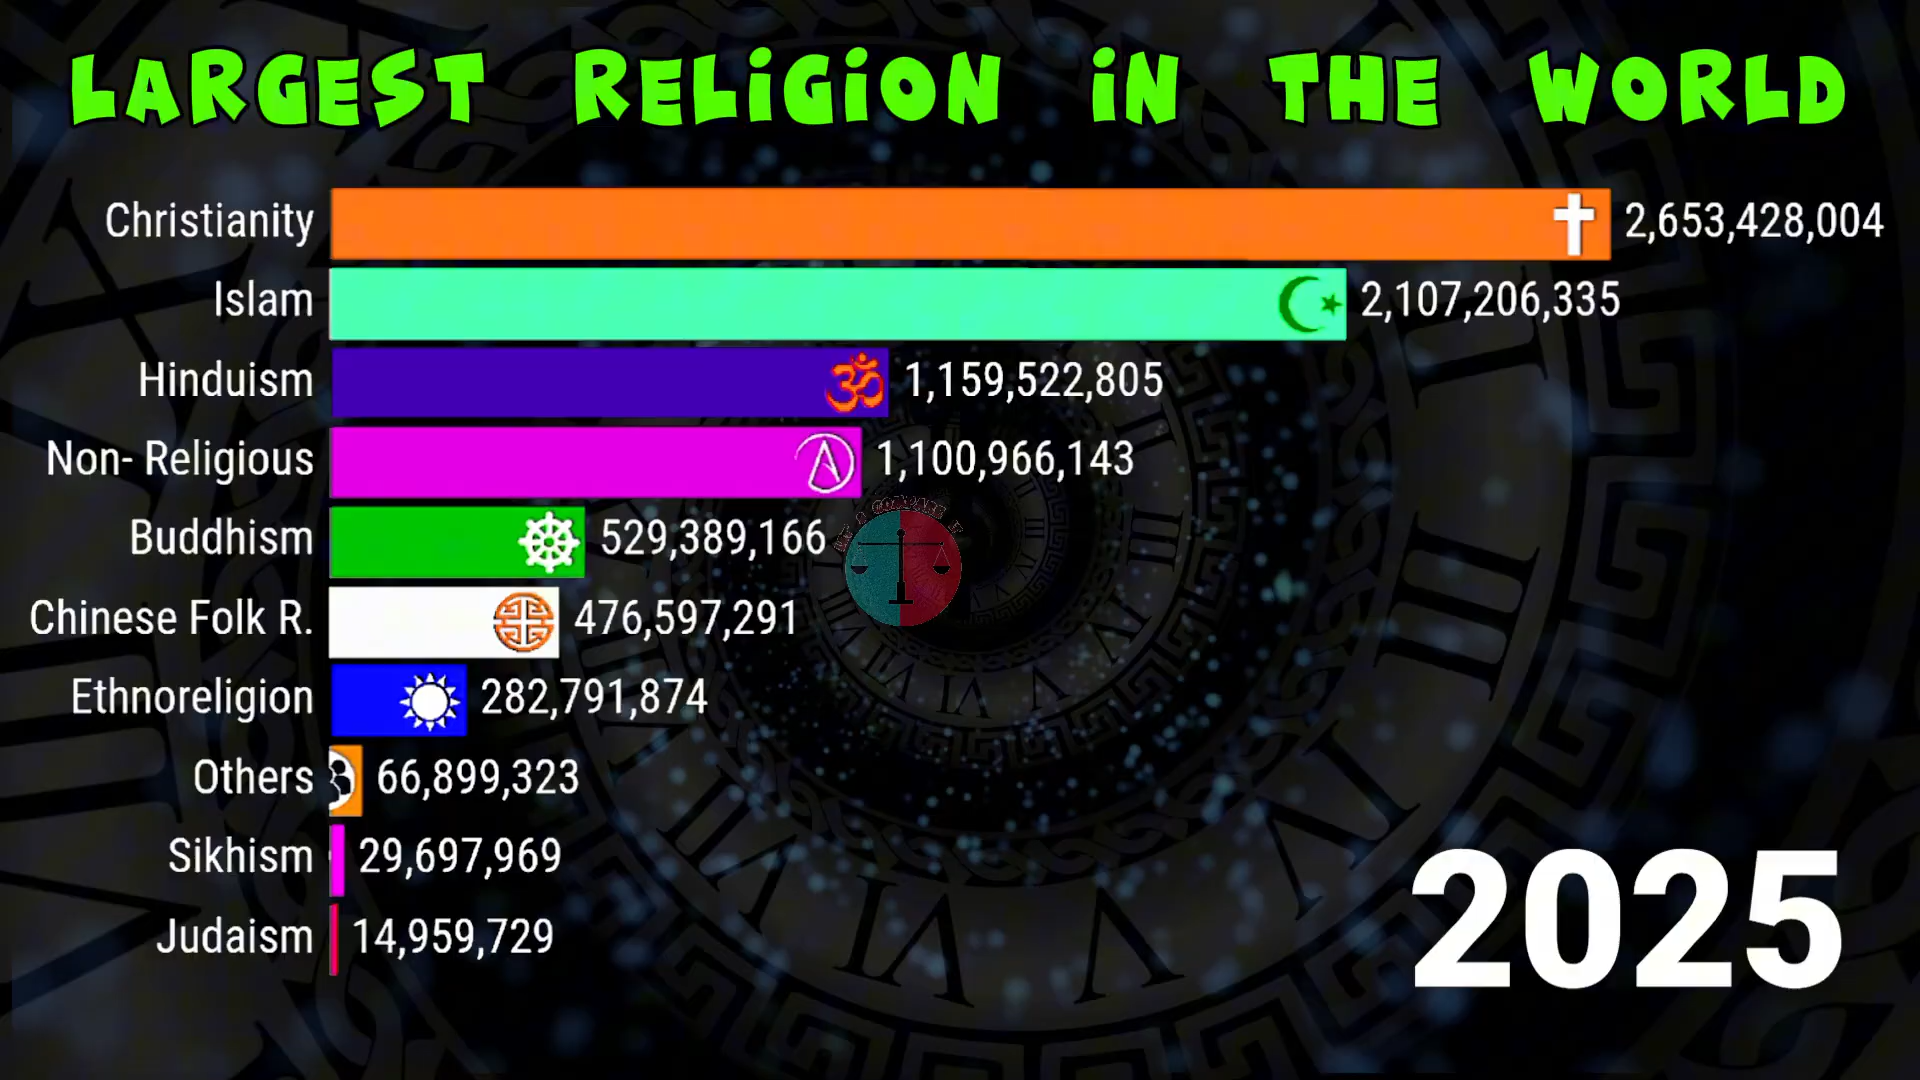 LARGEST RELiGiON iN THE WORLD
Christianity 2,653,428,004
Islam 2,107,206,335
Hinduism 1,159,522,805
Non- Religious 1,100,966,143
Buddhism 529,389,166
Chinese Folk R. 476,597,291
Ethnoreligion 282,791,874
Others 66,899,323
Sikhism 29,697,969
Judaism 14,959,729
2025